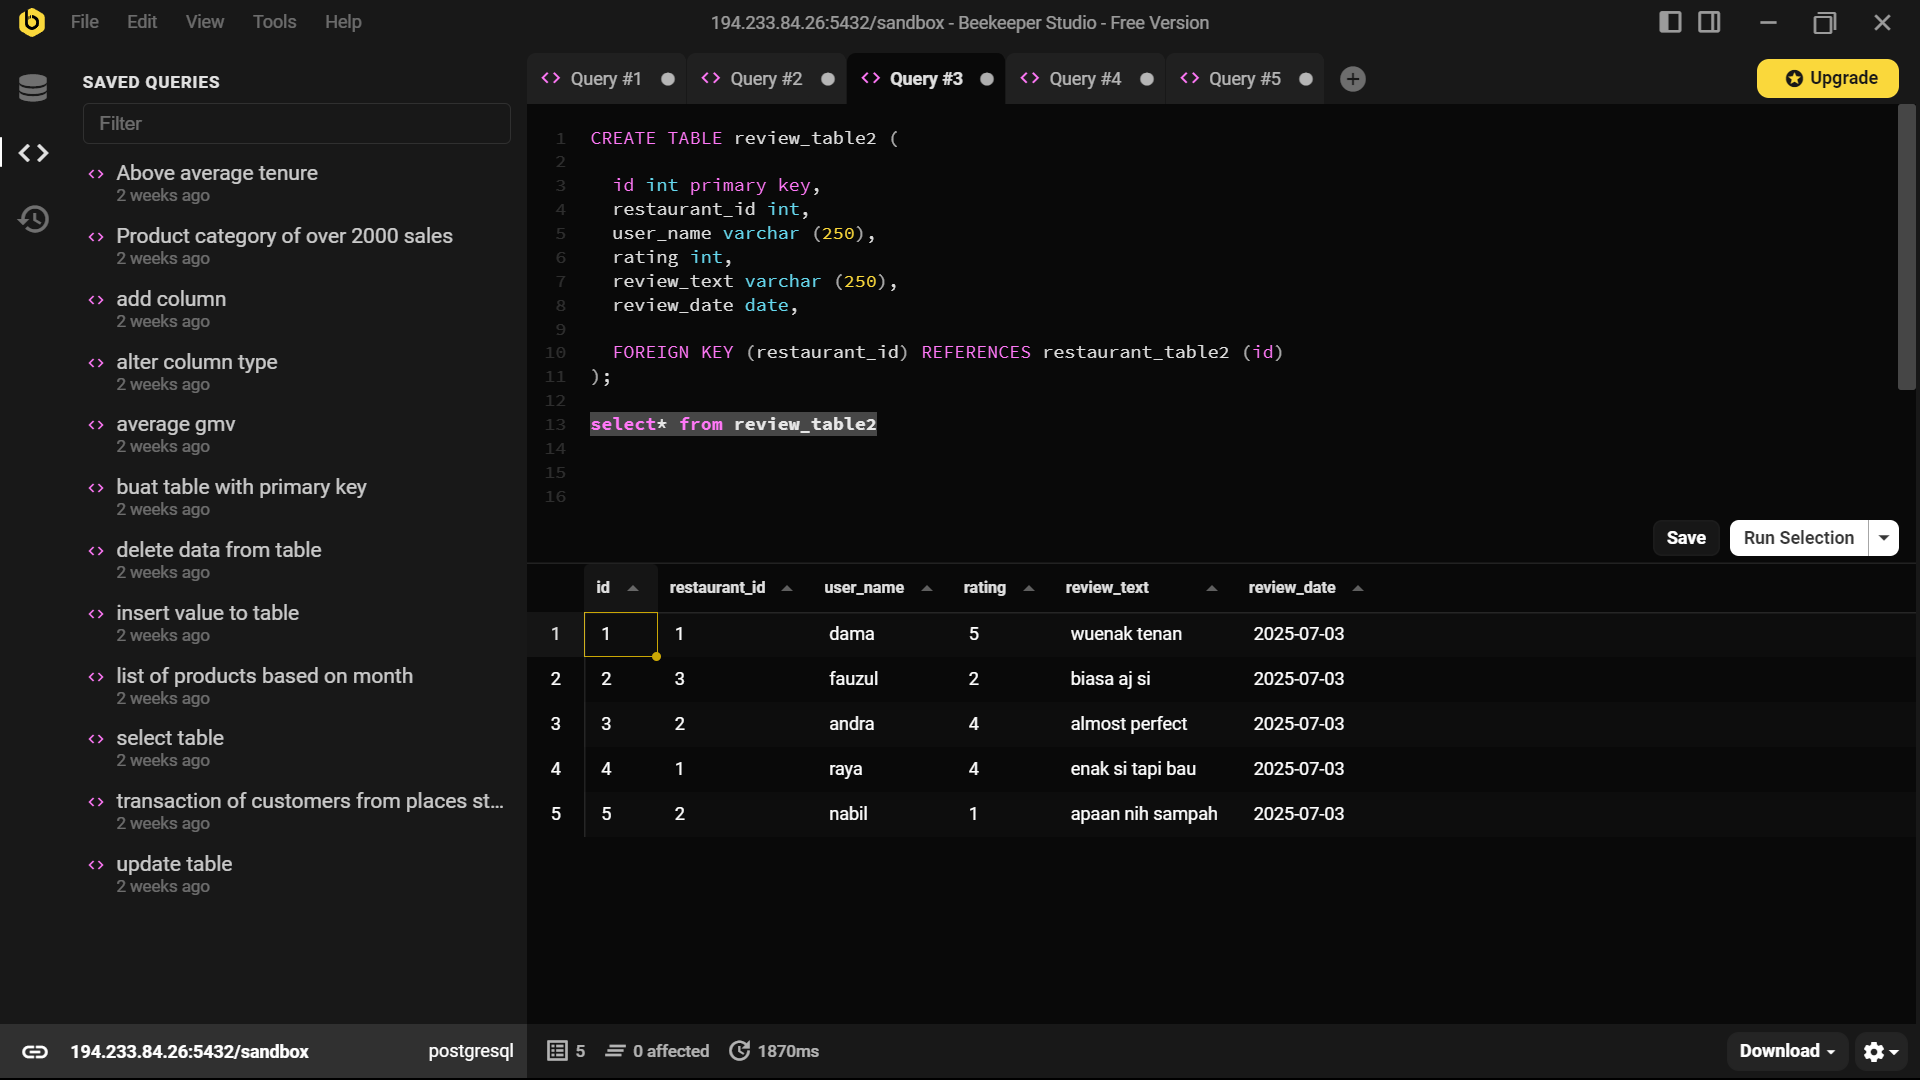 File Edit View Tools Help
194.233.84.26:5432/sandbox - Beekeeper Studio - Free Version
SAVED QUERIES
Filter
Above average tenure
2 weeks ago
Product category of over 2000 sales
2 weeks ago
add column
2 weeks ago
alter column type
2 weeks ago
average gmv
2 weeks ago
buat table with primary key
2 weeks ago
delete data from table
2 weeks ago
insert value to table
2 weeks ago
list of products based on month
2 weeks ago
select table
2 weeks ago
transaction of customers from places st...
2 weeks ago
update table
2 weeks ago
194.233.84.26:5432/sandbox postgresql
Query #1 Query #2 Query #3 Query #4 Query #5
Upgrade
1 CREATE TABLE review_table2 (
2
3 id int primary key,
4 restaurant_id int,
5 user_name varchar (250),
6 rating int,
7 review_text varchar (250),
8 review_date date,
9
10 FOREIGN KEY (restaurant_id) REFERENCES restaurant_table2 (id)
11 );
12
13 select* from review_table2
14
15
16
Save Run Selection
id restaurant_id user_name rating review_text review_date
1 1 1 dama 5 wuenak tenan 2025-07-03
2 2 3 fauzul 2 biasa aj si 2025-07-03
3 3 2 andra 4 almost perfect 2025-07-03
4 4 1 raya 4 enak si tapi bau 2025-07-03
5 5 2 nabil 1 apaan nih sampah 2025-07-03
5 0 affected 1870ms
Download